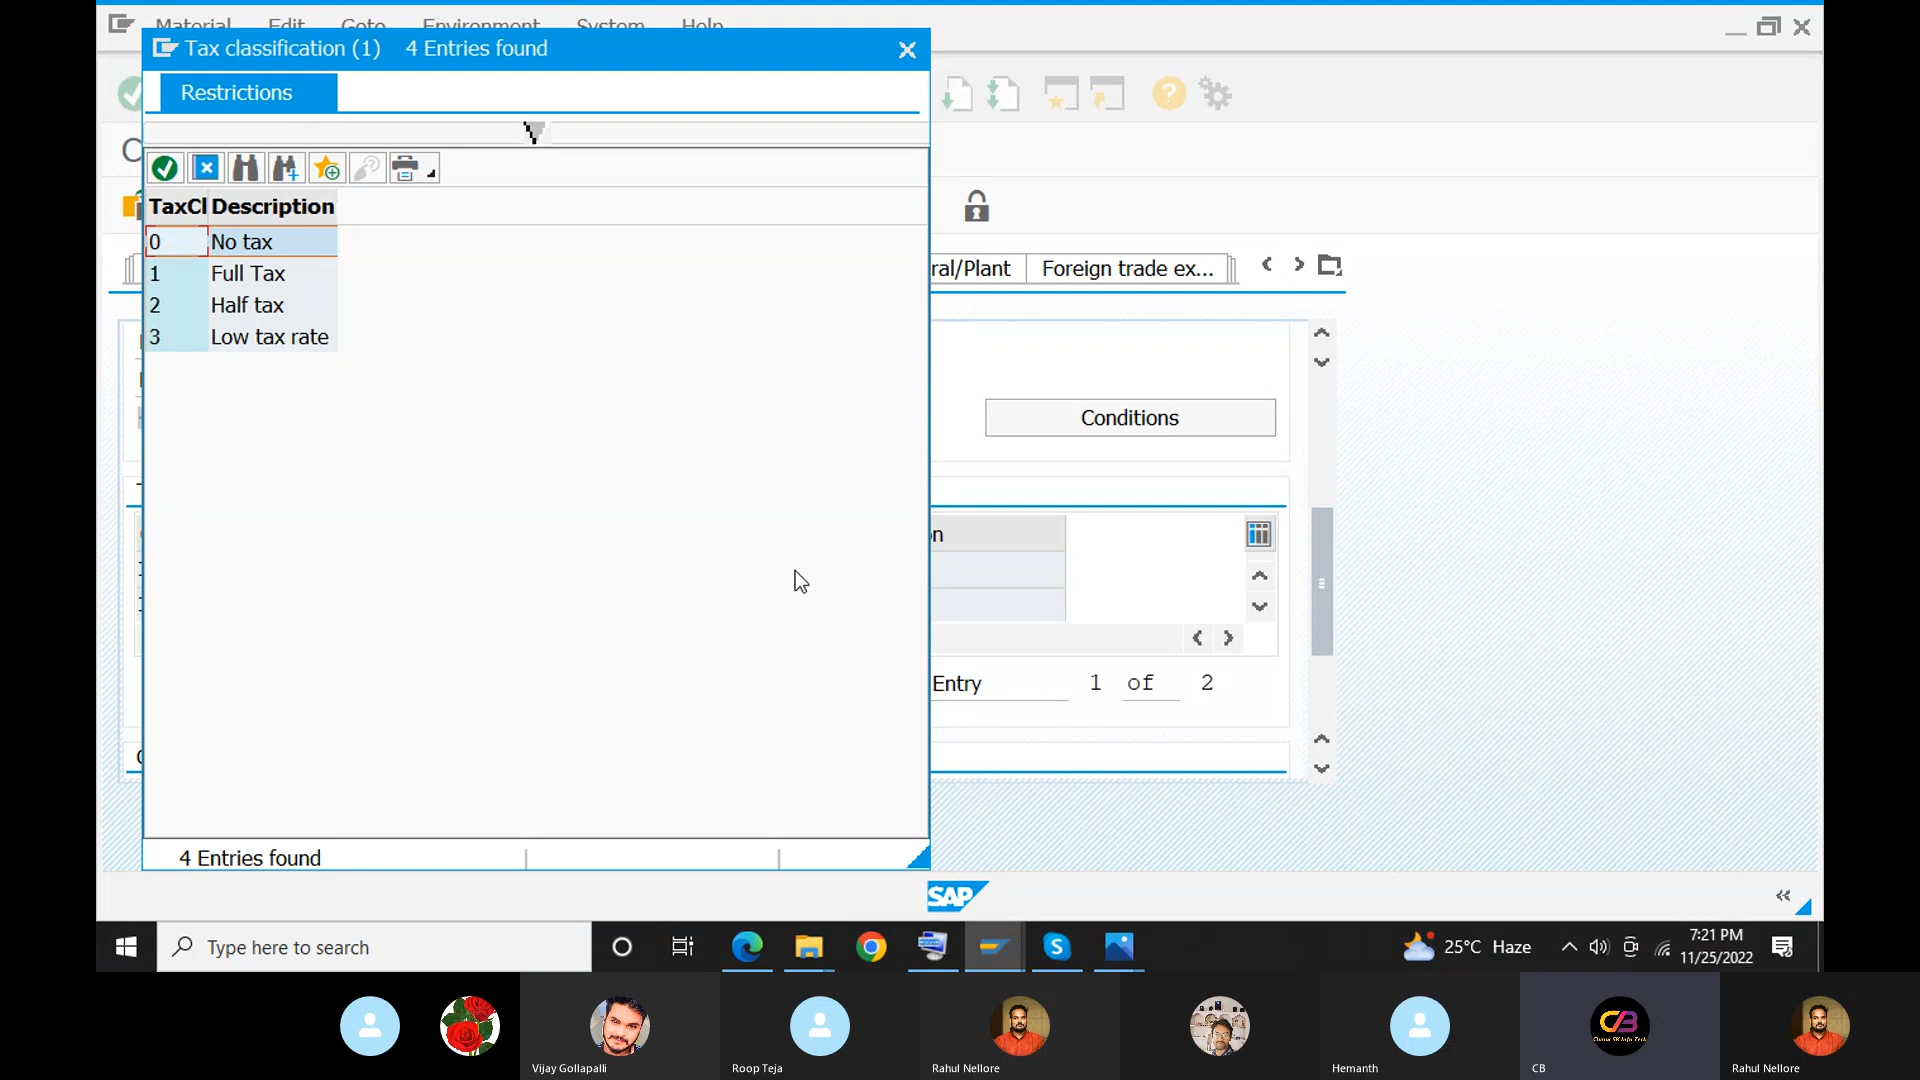 Material Edit Goto Environment System Help
Tax classification (1) 4 Entries found
Restrictions
C
TaxCl Description
0 No tax
1 Full Tax
2 Half tax
3 Low tax rate
ral/Plant Foreign trade ex...
Conditions
n
Entry 1 of 2
4 Entries found
SAP
Type here to search
25°C Haze
7:21 PM
11/25/2022
CB
Vijay Gollapalli
Roop Teja
Rahul Nellore
Hemanth
CB
Rahul Nellore